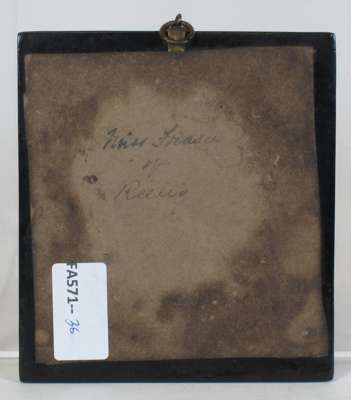 Miss Fraser
of
Reelig
FA571--36